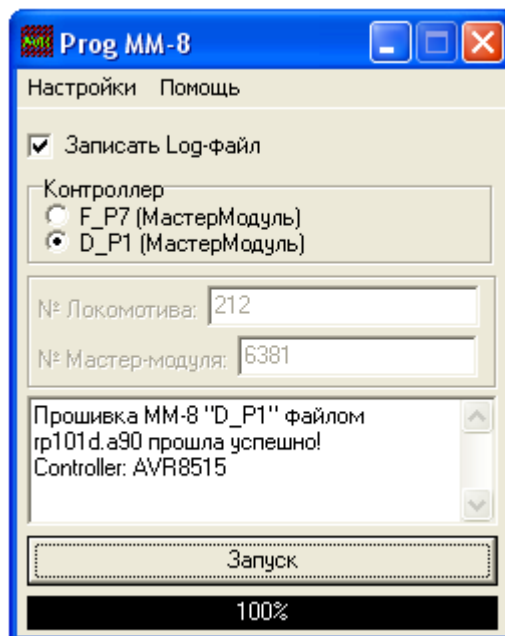 Prog MM-8
Настройки Помощь
Записать Log-файл
Контроллер
F_P7 (МастерМодуль)
D_P1 (МастерМодуль)
№ Локомотива: 212
№ Мастер-модуля: 6381
Прошивка ММ-8 "D_P1" файлом
rp101d.a90 прошла успешно!
Controller: AVR8515
Запуск
100%